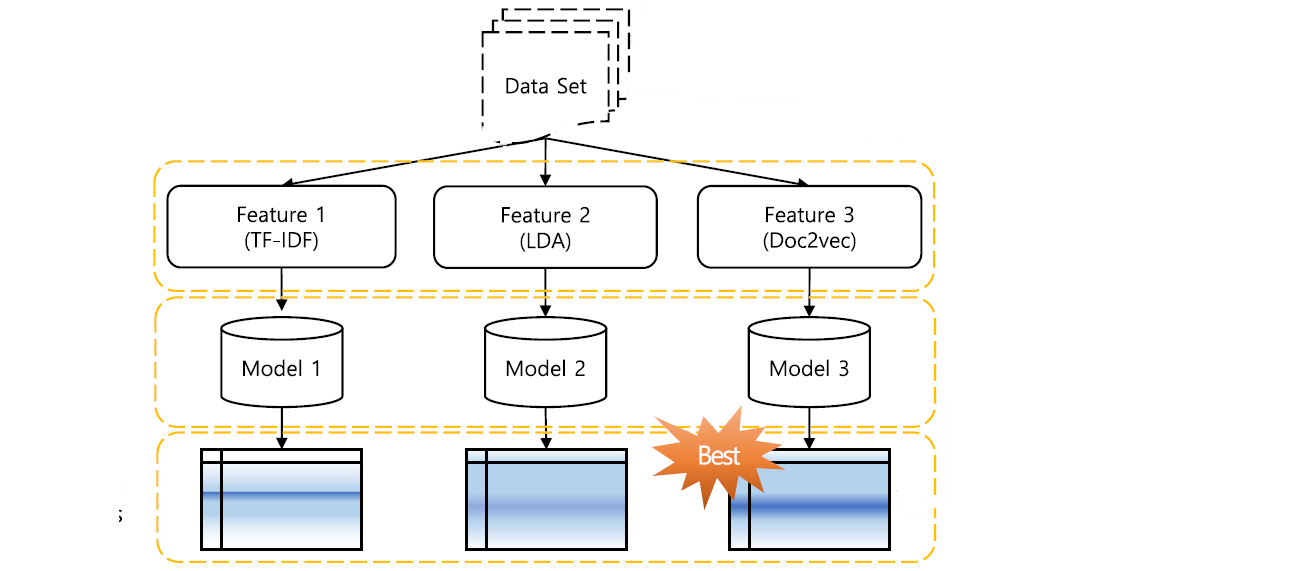 Data Set
Feature 1
(TF-IDF)
Feature 2
(LDA)
Feature 3
(Doc2vec)
Model 1
Model 2
Model 3
Best
s